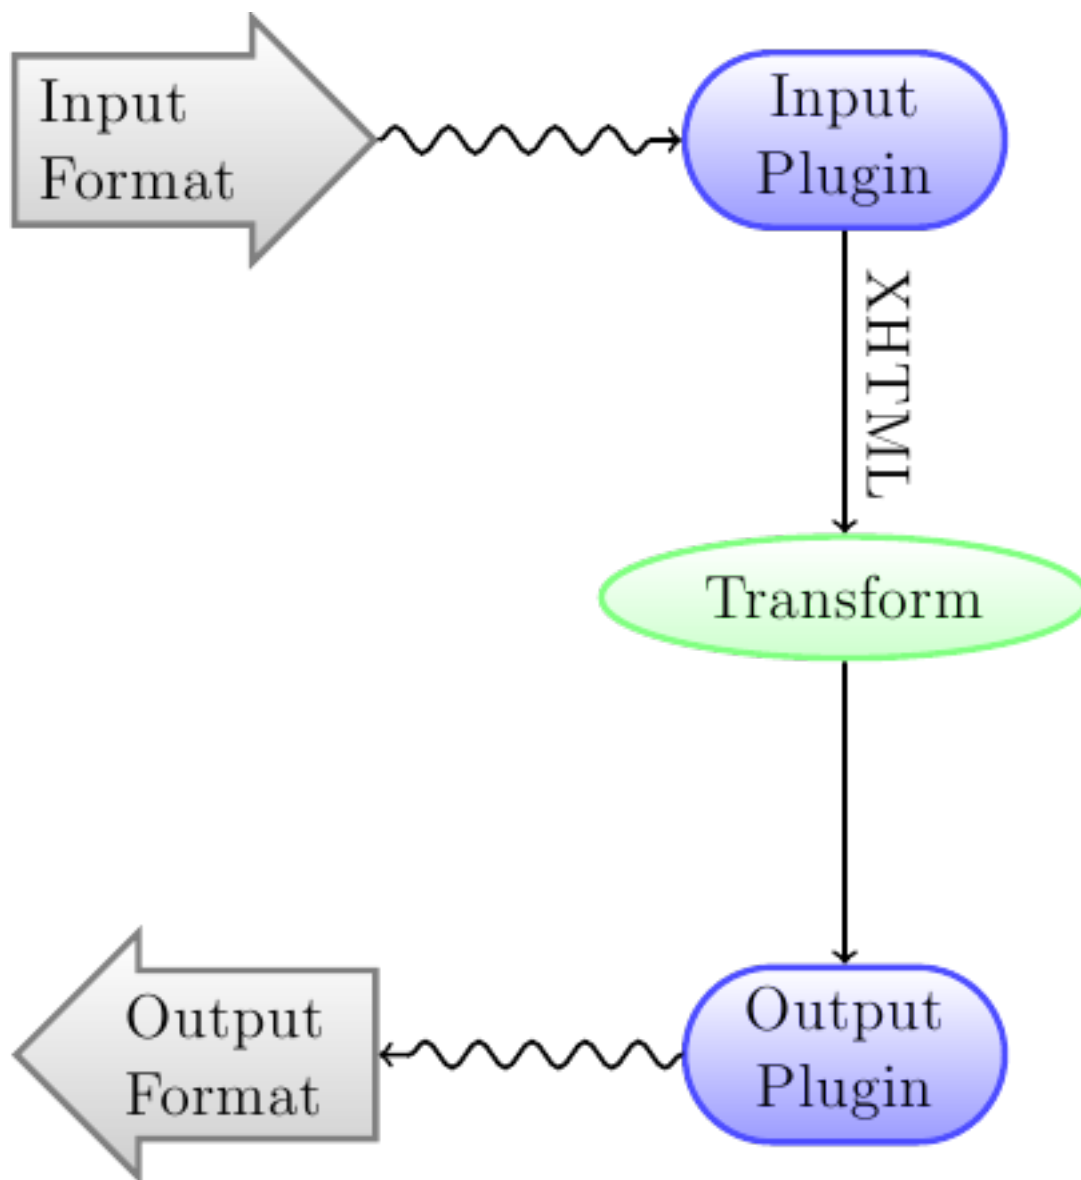 Input
Format
Input
Plugin
XHTML
Transform
Output
Plugin
Output
Format